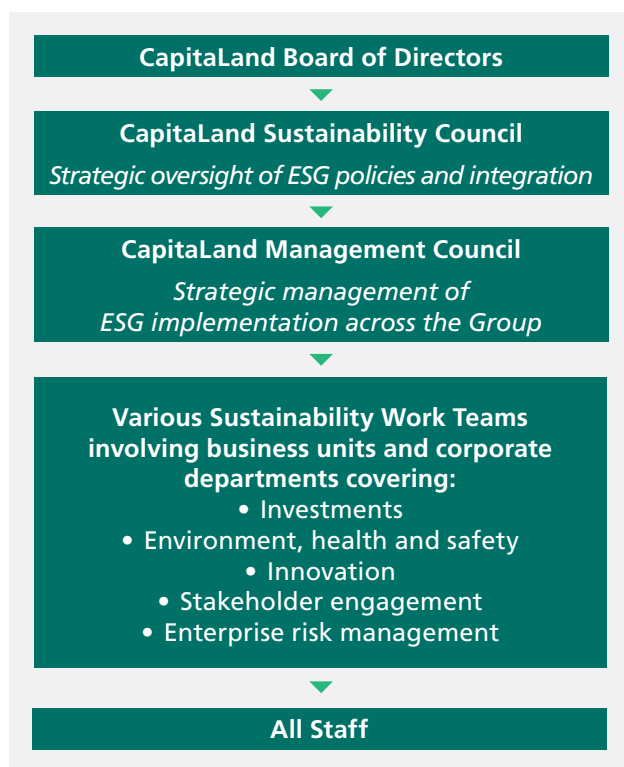 CapitaLand Board of Directors
CapitaLand Sustainability Council
Strategic oversight of ESG policies and integration
CapitaLand Management Council
Strategic management of
ESG implementation across the Group
Various Sustainability Work Teams
involving business units and corporate
departments covering:
• Investments
• Environment, health and safety
• Innovation
• Stakeholder engagement
• Enterprise risk management
All Staff